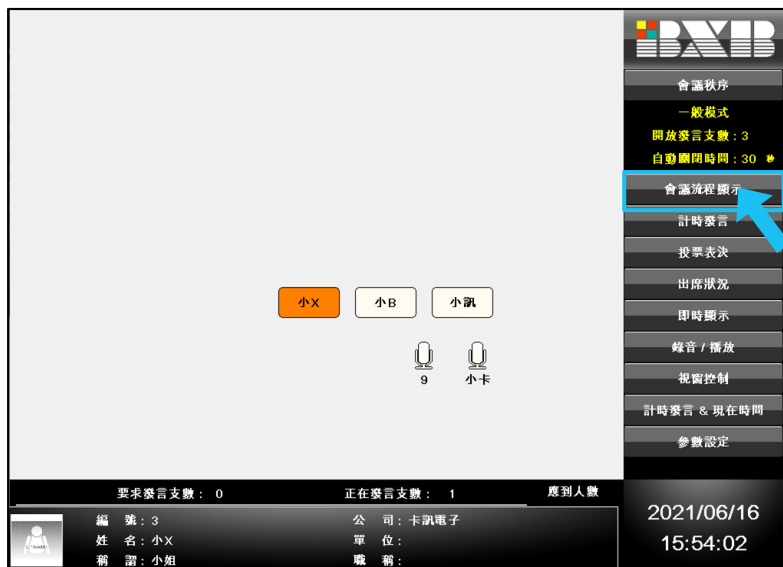 BXB
會議秩序
一般模式
開放發言支數:3
自動關閉時間:30 秒
會議流程顯示
計時發言
投票表決
出席狀況
即時顯示
錄音 / 播放
視窗控制
計時發言 & 現在時間
參數設定
小X 小B 小訊
9 小卡
要求發言支數: 0 正在發言支數: 1 應到人數
編 號:3 公 司:卡訊電子
姓 名:小X 單 位:
稱 謂:小姐 職 稱:
2021/06/16
15:54:02